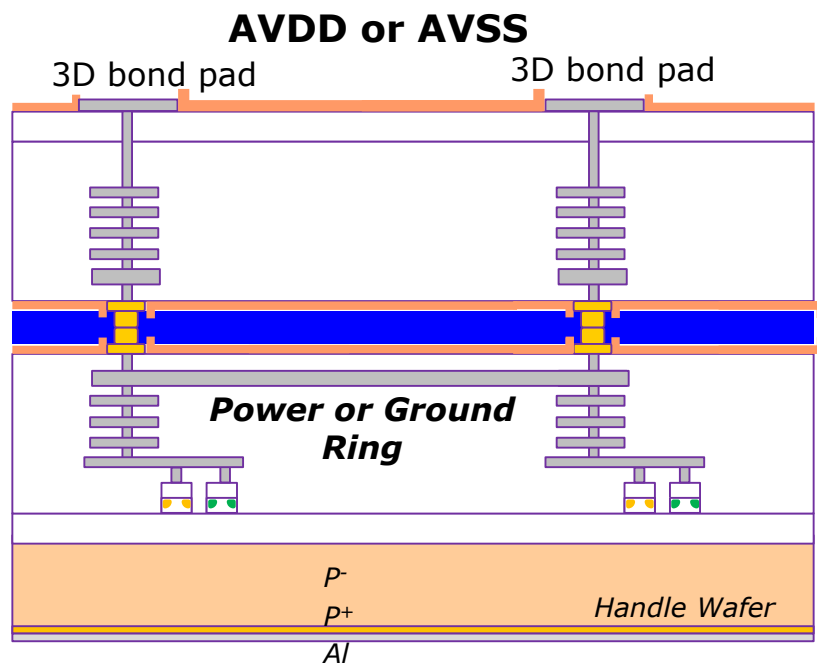 AVDD or AVSS
3D bond pad
3D bond pad
Power or Ground
Ring
P-
P+
Handle Wafer
Al